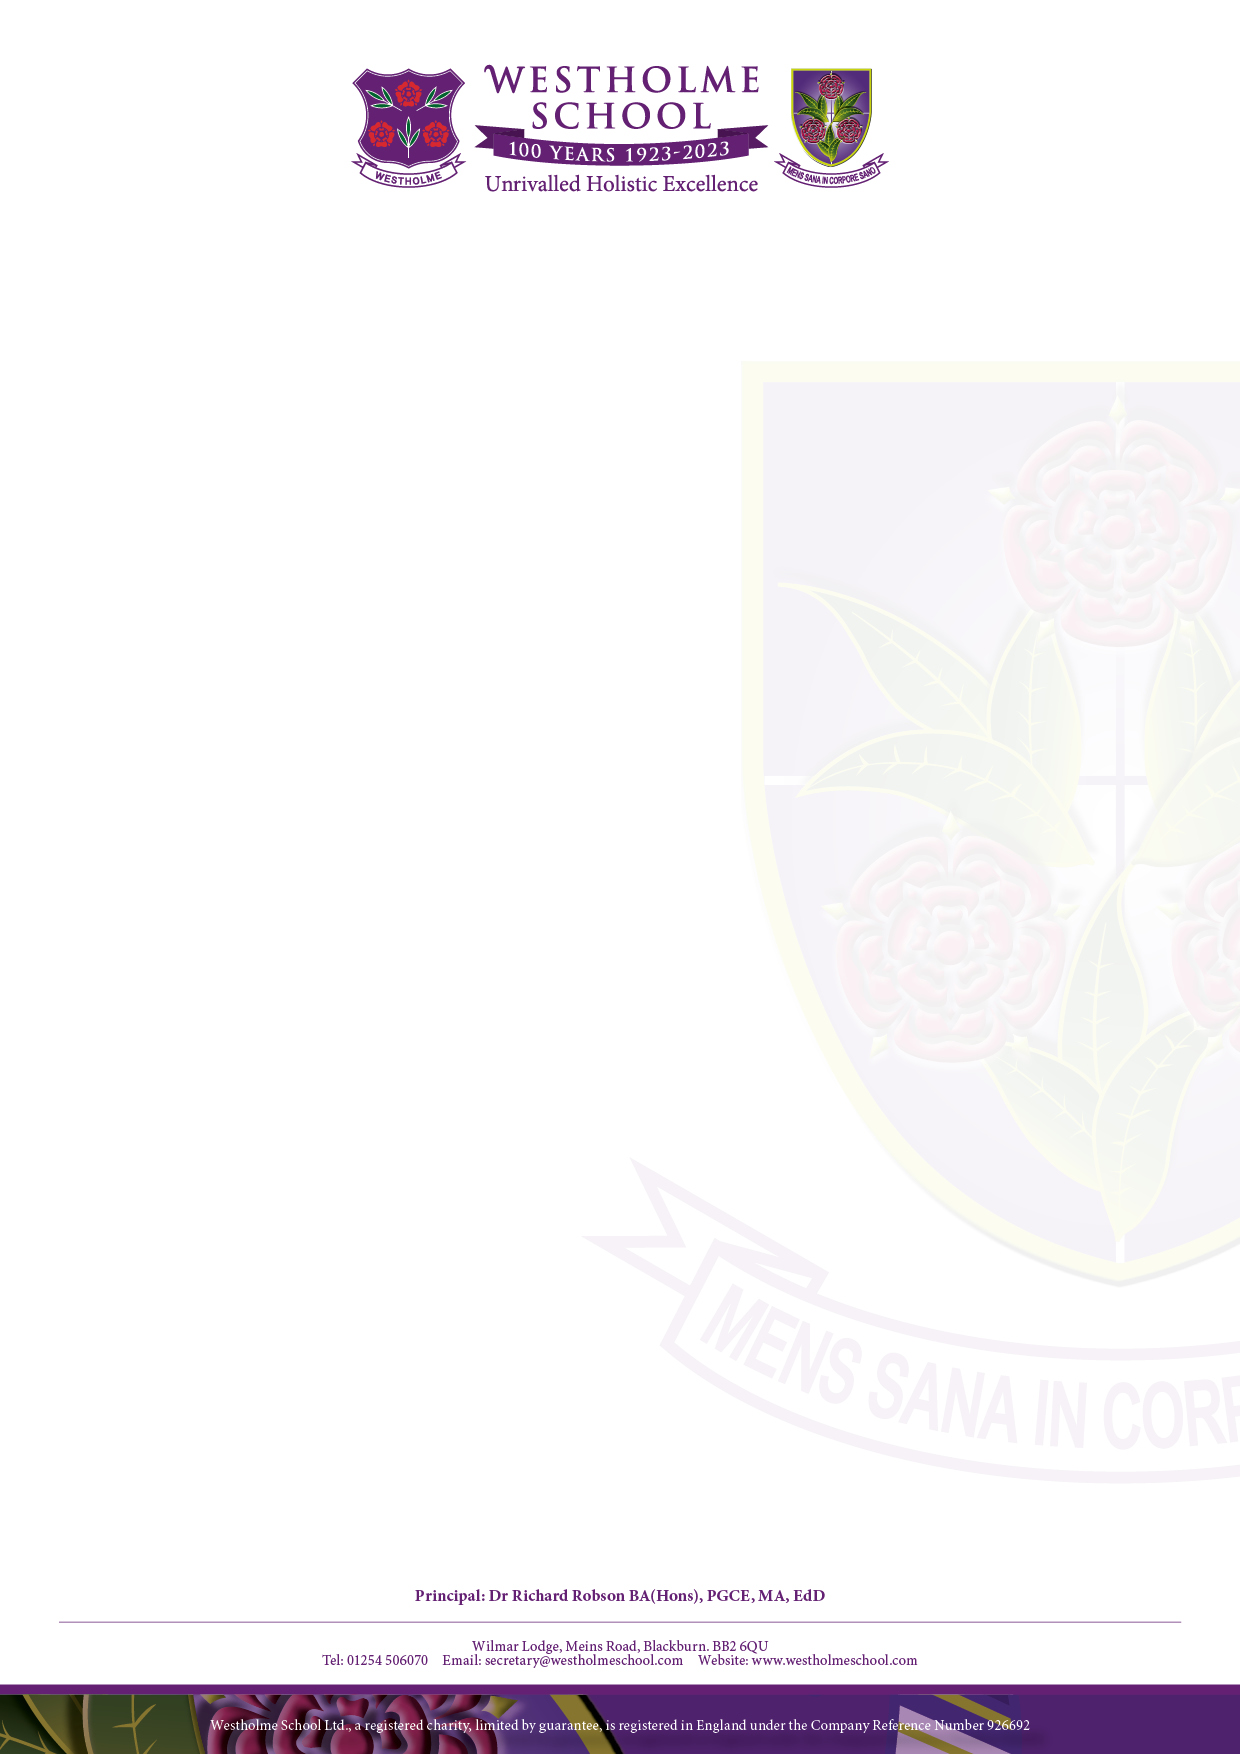 WESTHOLME
SCHOOL
100 YEARS 1923-2023
Unrivalled Holistic Excellence
WESTHOLME
MENS SANA IN CORPORE SANO
MENS SANA IN CORP
Principal: Dr Richard Robson BA(Hons), PGCE, MA, EdD
Wilmar Lodge, Meins Road, Blackburn. BB2 6QU
Tel: 01254 506070 Email: secretary@westholmeschool.com Website: www.westholmeschool.com
Westholme School Ltd., a registered charity, limited by guarantee, is registered in England under the Company Reference Number 926692